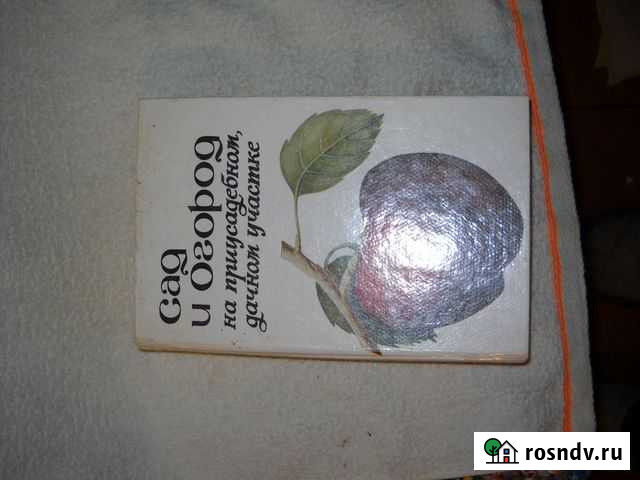 Сад
и Огород
на приусадебном,
дачном участке
rosndv.ru